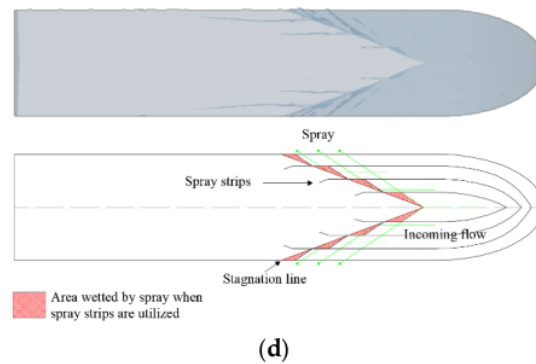 Spray
Spray strips
Incoming flow
Stagnation line
Area wetted by spray when
spray strips are utilized
(d)